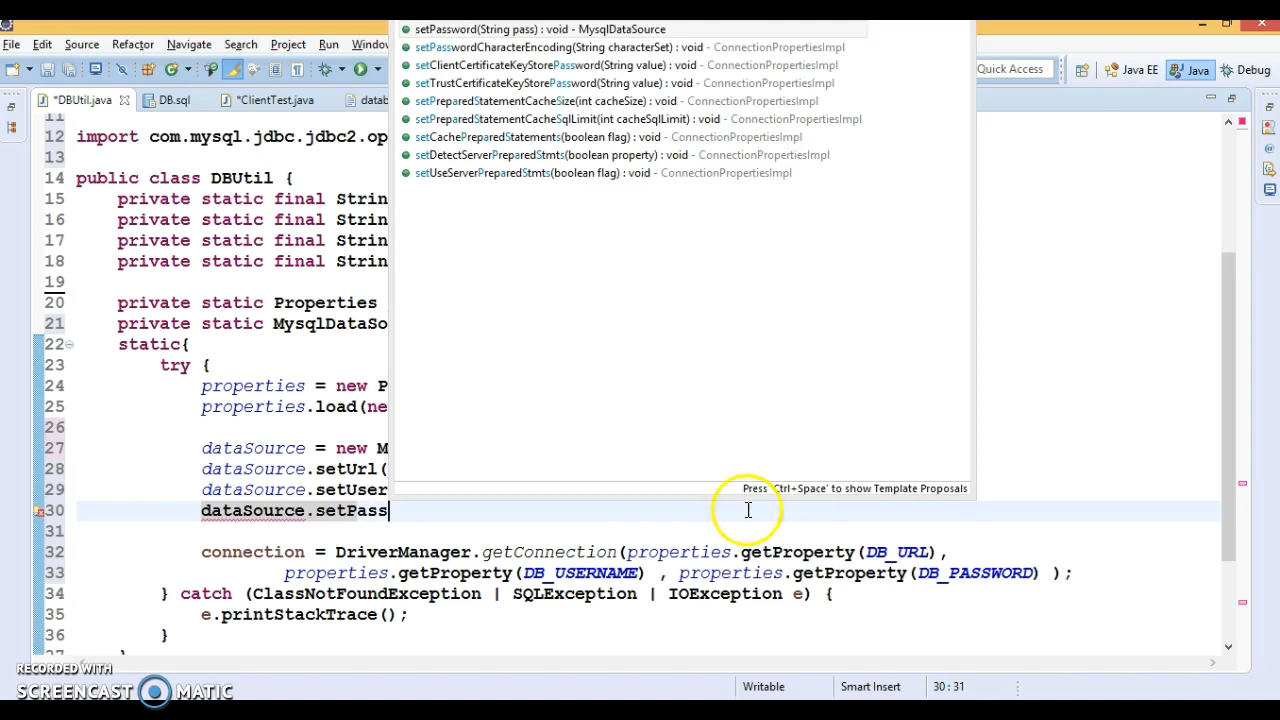 setPassword(String pass) : void - MysqlDataSource
setPasswordCharacterEncoding(String characterSet) : void - ConnectionPropertiesImpl
setClientCertificateKeyStorePassword(String value) : void - ConnectionPropertiesImpl
setTrustCertificateKeyStorePassword(String value) : void - ConnectionPropertiesImpl
setPreparedStatementCacheSize(int cacheSize) : void - ConnectionPropertiesImpl
setPreparedStatementCacheSqlLimit(int cacheSqlLimit) : void - ConnectionPropertiesImpl
setCachePreparedStatements(boolean flag) : void - ConnectionPropertiesImpl
setDetectServerPreparedStmts(boolean property) : void - ConnectionPropertiesImpl
setUseServerPreparedStmts(boolean flag) : void - ConnectionPropertiesImpl
Press 'Ctrl+Space' to show Template Proposals
File Edit Source Refactor Navigate Search Project Run Window
Quick Access Java EE Java Debug
*DBUtil.java DB.sql *ClientTest.java datab
11
12 import com.mysql.jdbc.jdbc2.op
13
14 public class DBUtil {
15 private static final Strin
16 private static final Strin
17 private static final Strin
18 private static final Strin
19
20 private static Properties
21 private static MysqlDataSo
22 static{
23 try {
24 properties = new P
25 properties.load(ne
26
27 dataSource = new M
28 dataSource.setUrl(
29 dataSource.setUser
30 dataSource.setPass
31
32 connection = DriverManager.getConnection(properties.getProperty(DB_URL),
33 properties.getProperty(DB_USERNAME) , properties.getProperty(DB_PASSWORD) );
34 } catch (ClassNotFoundException | SQLException | IOException e) {
35 e.printStackTrace();
36 }
37 }
RECORDED WITH
SCREENCAST MATIC
Writable Smart Insert 30 : 31